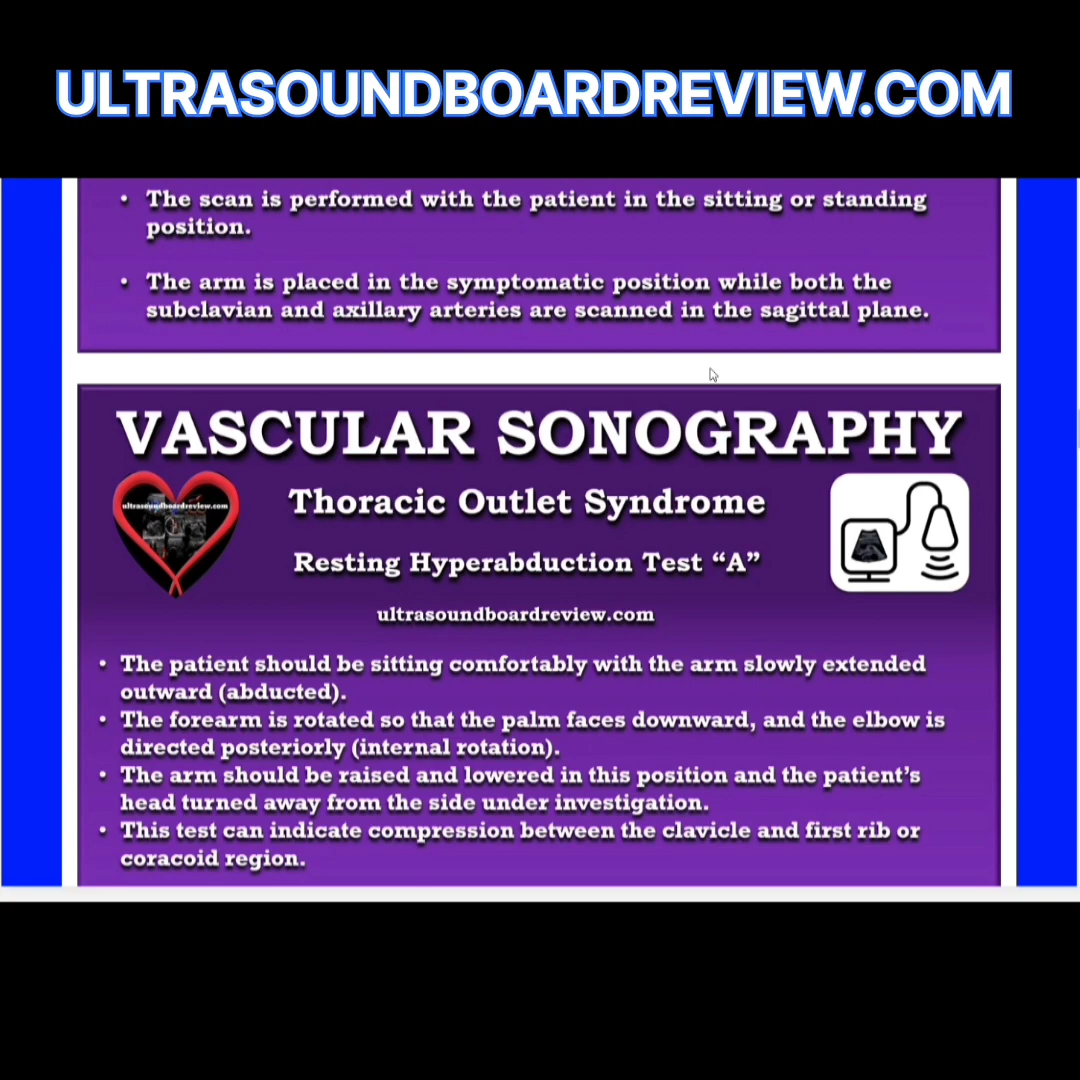 ULTRASOUNDBOARDREVIEW.COM
• The scan is performed with the patient in the sitting or standing
position.
• The arm is placed in the symptomatic position while both the
subclavian and axillary arteries are scanned in the sagittal plane.
VASCULAR SONOGRAPHY
ultrasoundboardreview.com
Thoracic Outlet Syndrome
Resting Hyperabduction Test “A”
ultrasoundboardreview.com
• The patient should be sitting comfortably with the arm slowly extended
outward (abducted).
• The forearm is rotated so that the palm faces downward, and the elbow is
directed posteriorly (internal rotation).
• The arm should be raised and lowered in this position and the patient’s
head turned away from the side under investigation.
• This test can indicate compression between the clavicle and first rib or
coracoid region.